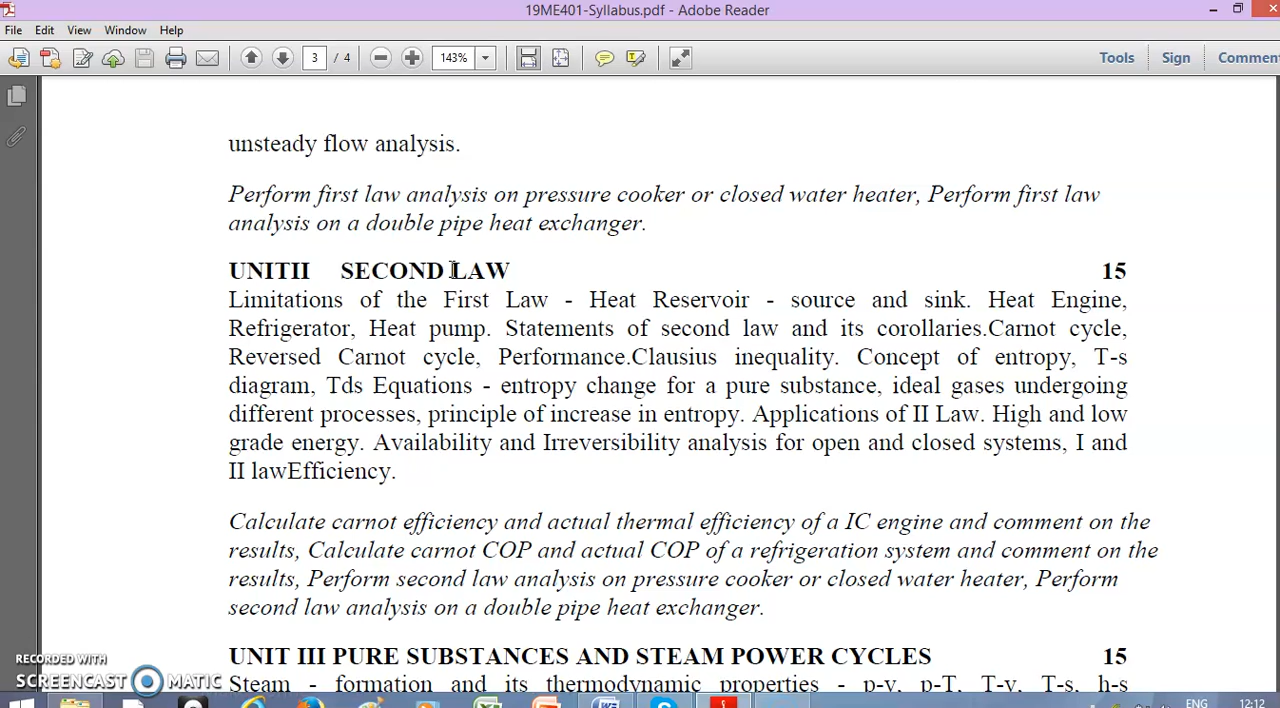 19ME401-Syllabus.pdf - Adobe Reader
File Edit View Window Help
3 / 4 143% Tools Sign Commen
unsteady flow analysis.
Perform first law analysis on pressure cooker or closed water heater, Perform first law
analysis on a double pipe heat exchanger.
UNITII SECOND LAW 15
Limitations of the First Law - Heat Reservoir - source and sink. Heat Engine,
Refrigerator, Heat pump. Statements of second law and its corollaries.Carnot cycle,
Reversed Carnot cycle, Performance.Clausius inequality. Concept of entropy, T-s
diagram, Tds Equations - entropy change for a pure substance, ideal gases undergoing
different processes, principle of increase in entropy. Applications of II Law. High and low
grade energy. Availability and Irreversibility analysis for open and closed systems, I and
II lawEfficiency.
Calculate carnot efficiency and actual thermal efficiency of a IC engine and comment on the
results, Calculate carnot COP and actual COP of a refrigeration system and comment on the
results, Perform second law analysis on pressure cooker or closed water heater, Perform
second law analysis on a double pipe heat exchanger.
UNIT III PURE SUBSTANCES AND STEAM POWER CYCLES 15
Steam - formation and its thermodynamic properties - p-v, p-T, T-v, T-s, h-s
RECORDED WITH
SCREENCAST MATIC
ENG 12:12